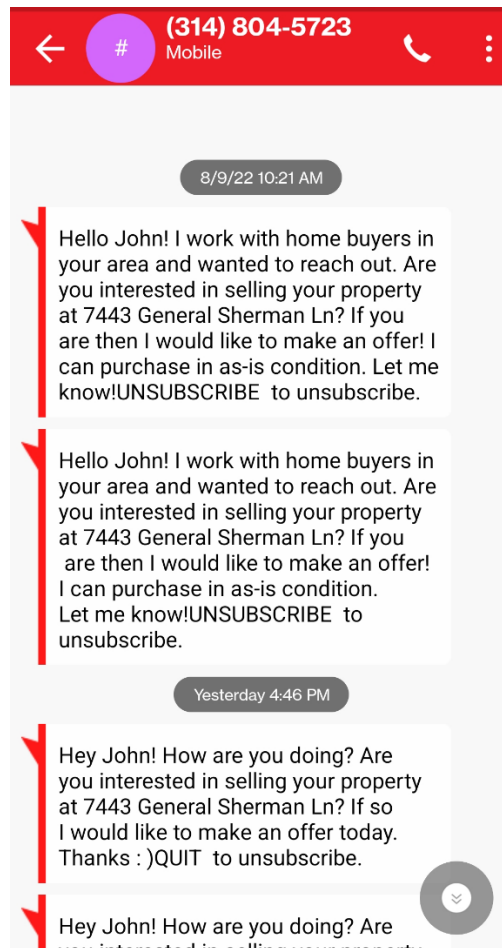 (314) 804-5723
#
Mobile
8/9/22 10:21 AM
Hello John! I work with home buyers in
your area and wanted to reach out. Are
you interested in selling your property
at 7443 General Sherman Ln? If you
are then I would like to make an offer! I
can purchase in as-is condition. Let me
know!UNSUBSCRIBE  to unsubscribe.
Hello John! I work with home buyers in
your area and wanted to reach out. Are
you interested in selling your property
at 7443 General Sherman Ln? If you
 are then I would like to make an offer!
I can purchase in as-is condition.
Let me know!UNSUBSCRIBE  to
unsubscribe.
Yesterday 4:46 PM
Hey John! How are you doing? Are
you interested in selling your property
at 7443 General Sherman Ln? If so
I would like to make an offer today.
Thanks : )QUIT  to unsubscribe.
Hey John! How are you doing? Are
you interested in selling your property